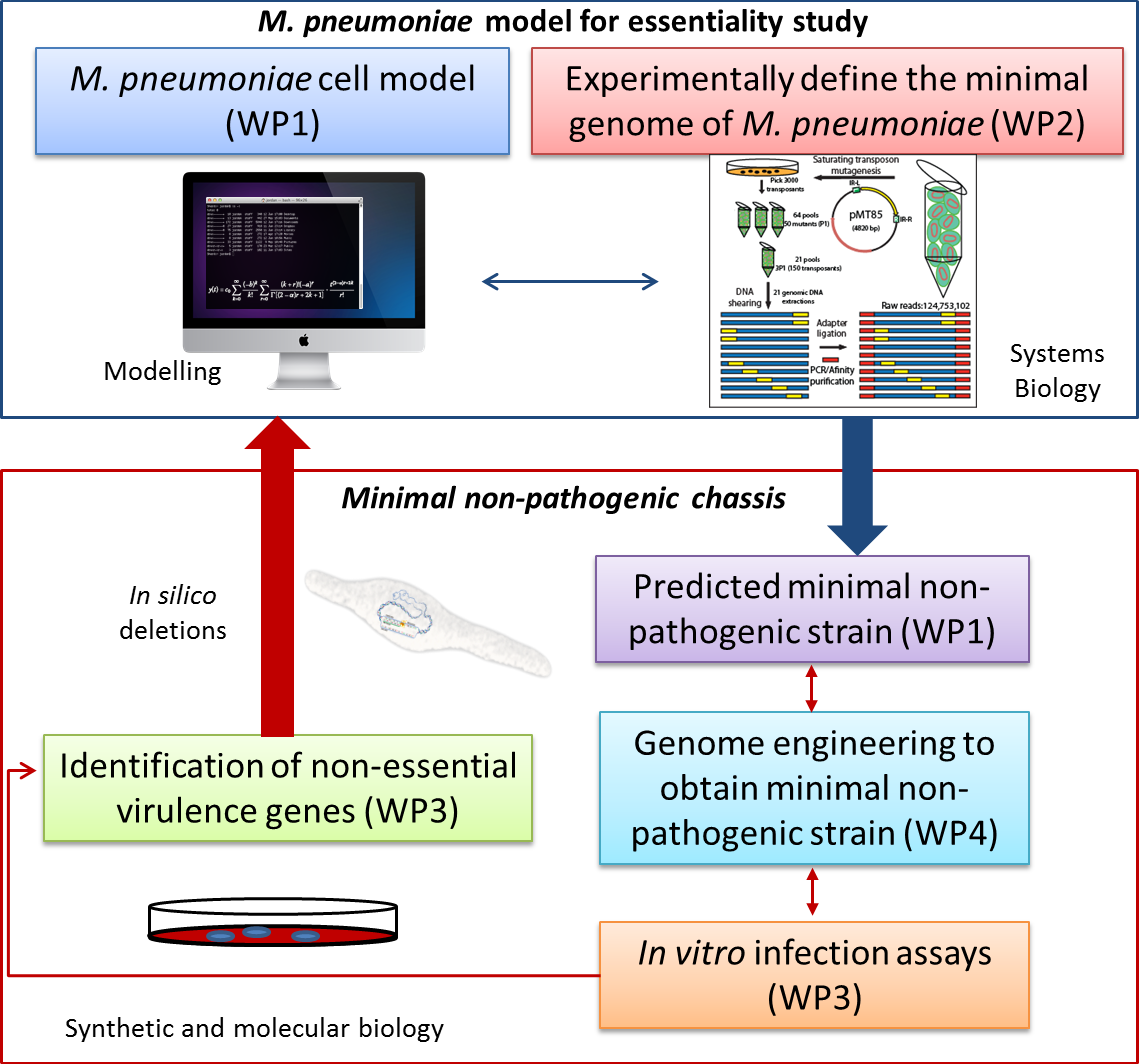 M. pneumoniae model for essentiality study
M. pneumoniae cell model
(WP1)
Experimentally define the minimal
genome of M. pneumoniae (WP2)
Modelling
Saturating transposon
mutagenesis
Pick 3000
transposants
IR-L
pMT85
(4820 bp)
IR-R
64 pools
50 mutants (P1)
21 pools
3P1 (150 transposants)
DNA
shearing
21 genomic DNA
extractions
Raw reads:124,753,102
Adapter
ligation
PCR/Afinity
purification
Systems
Biology
Minimal non-pathogenic chassis
In silico
deletions
Predicted minimal non-
pathogenic strain (WP1)
Identification of non-essential
virulence genes (WP3)
Genome engineering to
obtain minimal non-
pathogenic strain (WP4)
In vitro infection assays
(WP3)
Synthetic and molecular biology